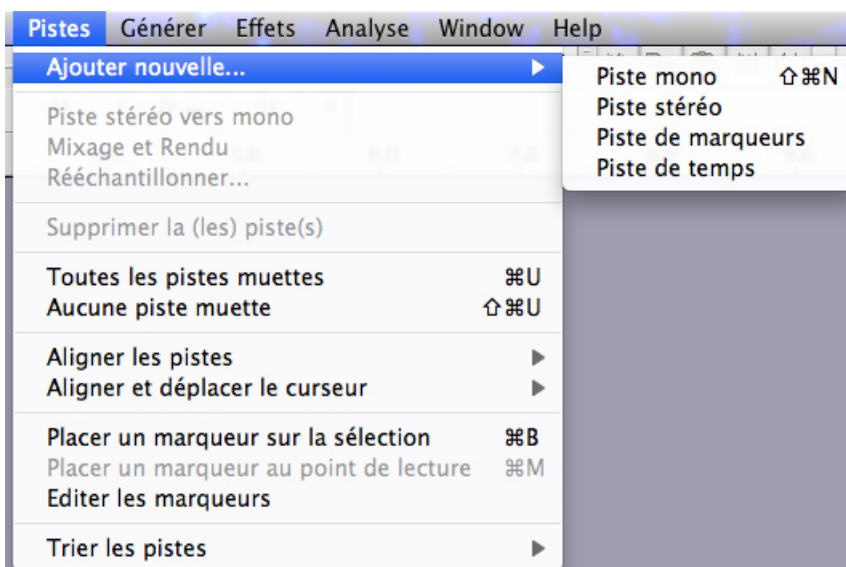 Pistes Générer Effets Analyse Window Help
Ajouter nouvelle...
Piste mono ⇧⌘N
Piste stéréo
Piste de marqueurs
Piste de temps
Piste stéréo vers mono
Mixage et Rendu
Rééchantillonner...
Supprimer la (les) piste(s)
Toutes les pistes muettes ⌘U
Aucune piste muette ⇧⌘U
Aligner les pistes
Aligner et déplacer le curseur
Placer un marqueur sur la sélection ⌘B
Placer un marqueur au point de lecture ⌘M
Editer les marqueurs
Trier les pistes